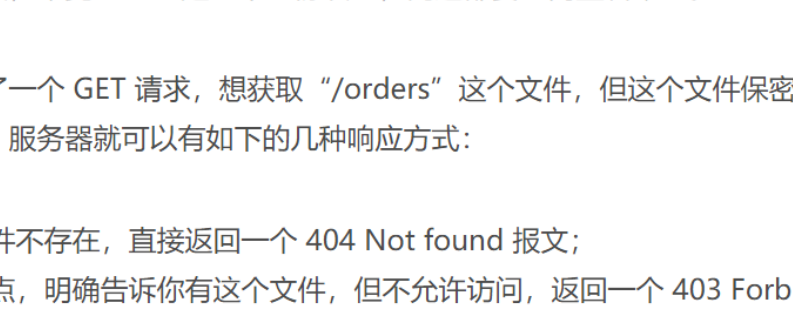 一个 GET 请求，想获取“/orders”这个文件，但这个文件保密
服务器就可以有如下的几种响应方式：
件不存在，直接返回一个 404 Not found 报文；
点，明确告诉你有这个文件，但不允许访问，返回一个 403 Forb